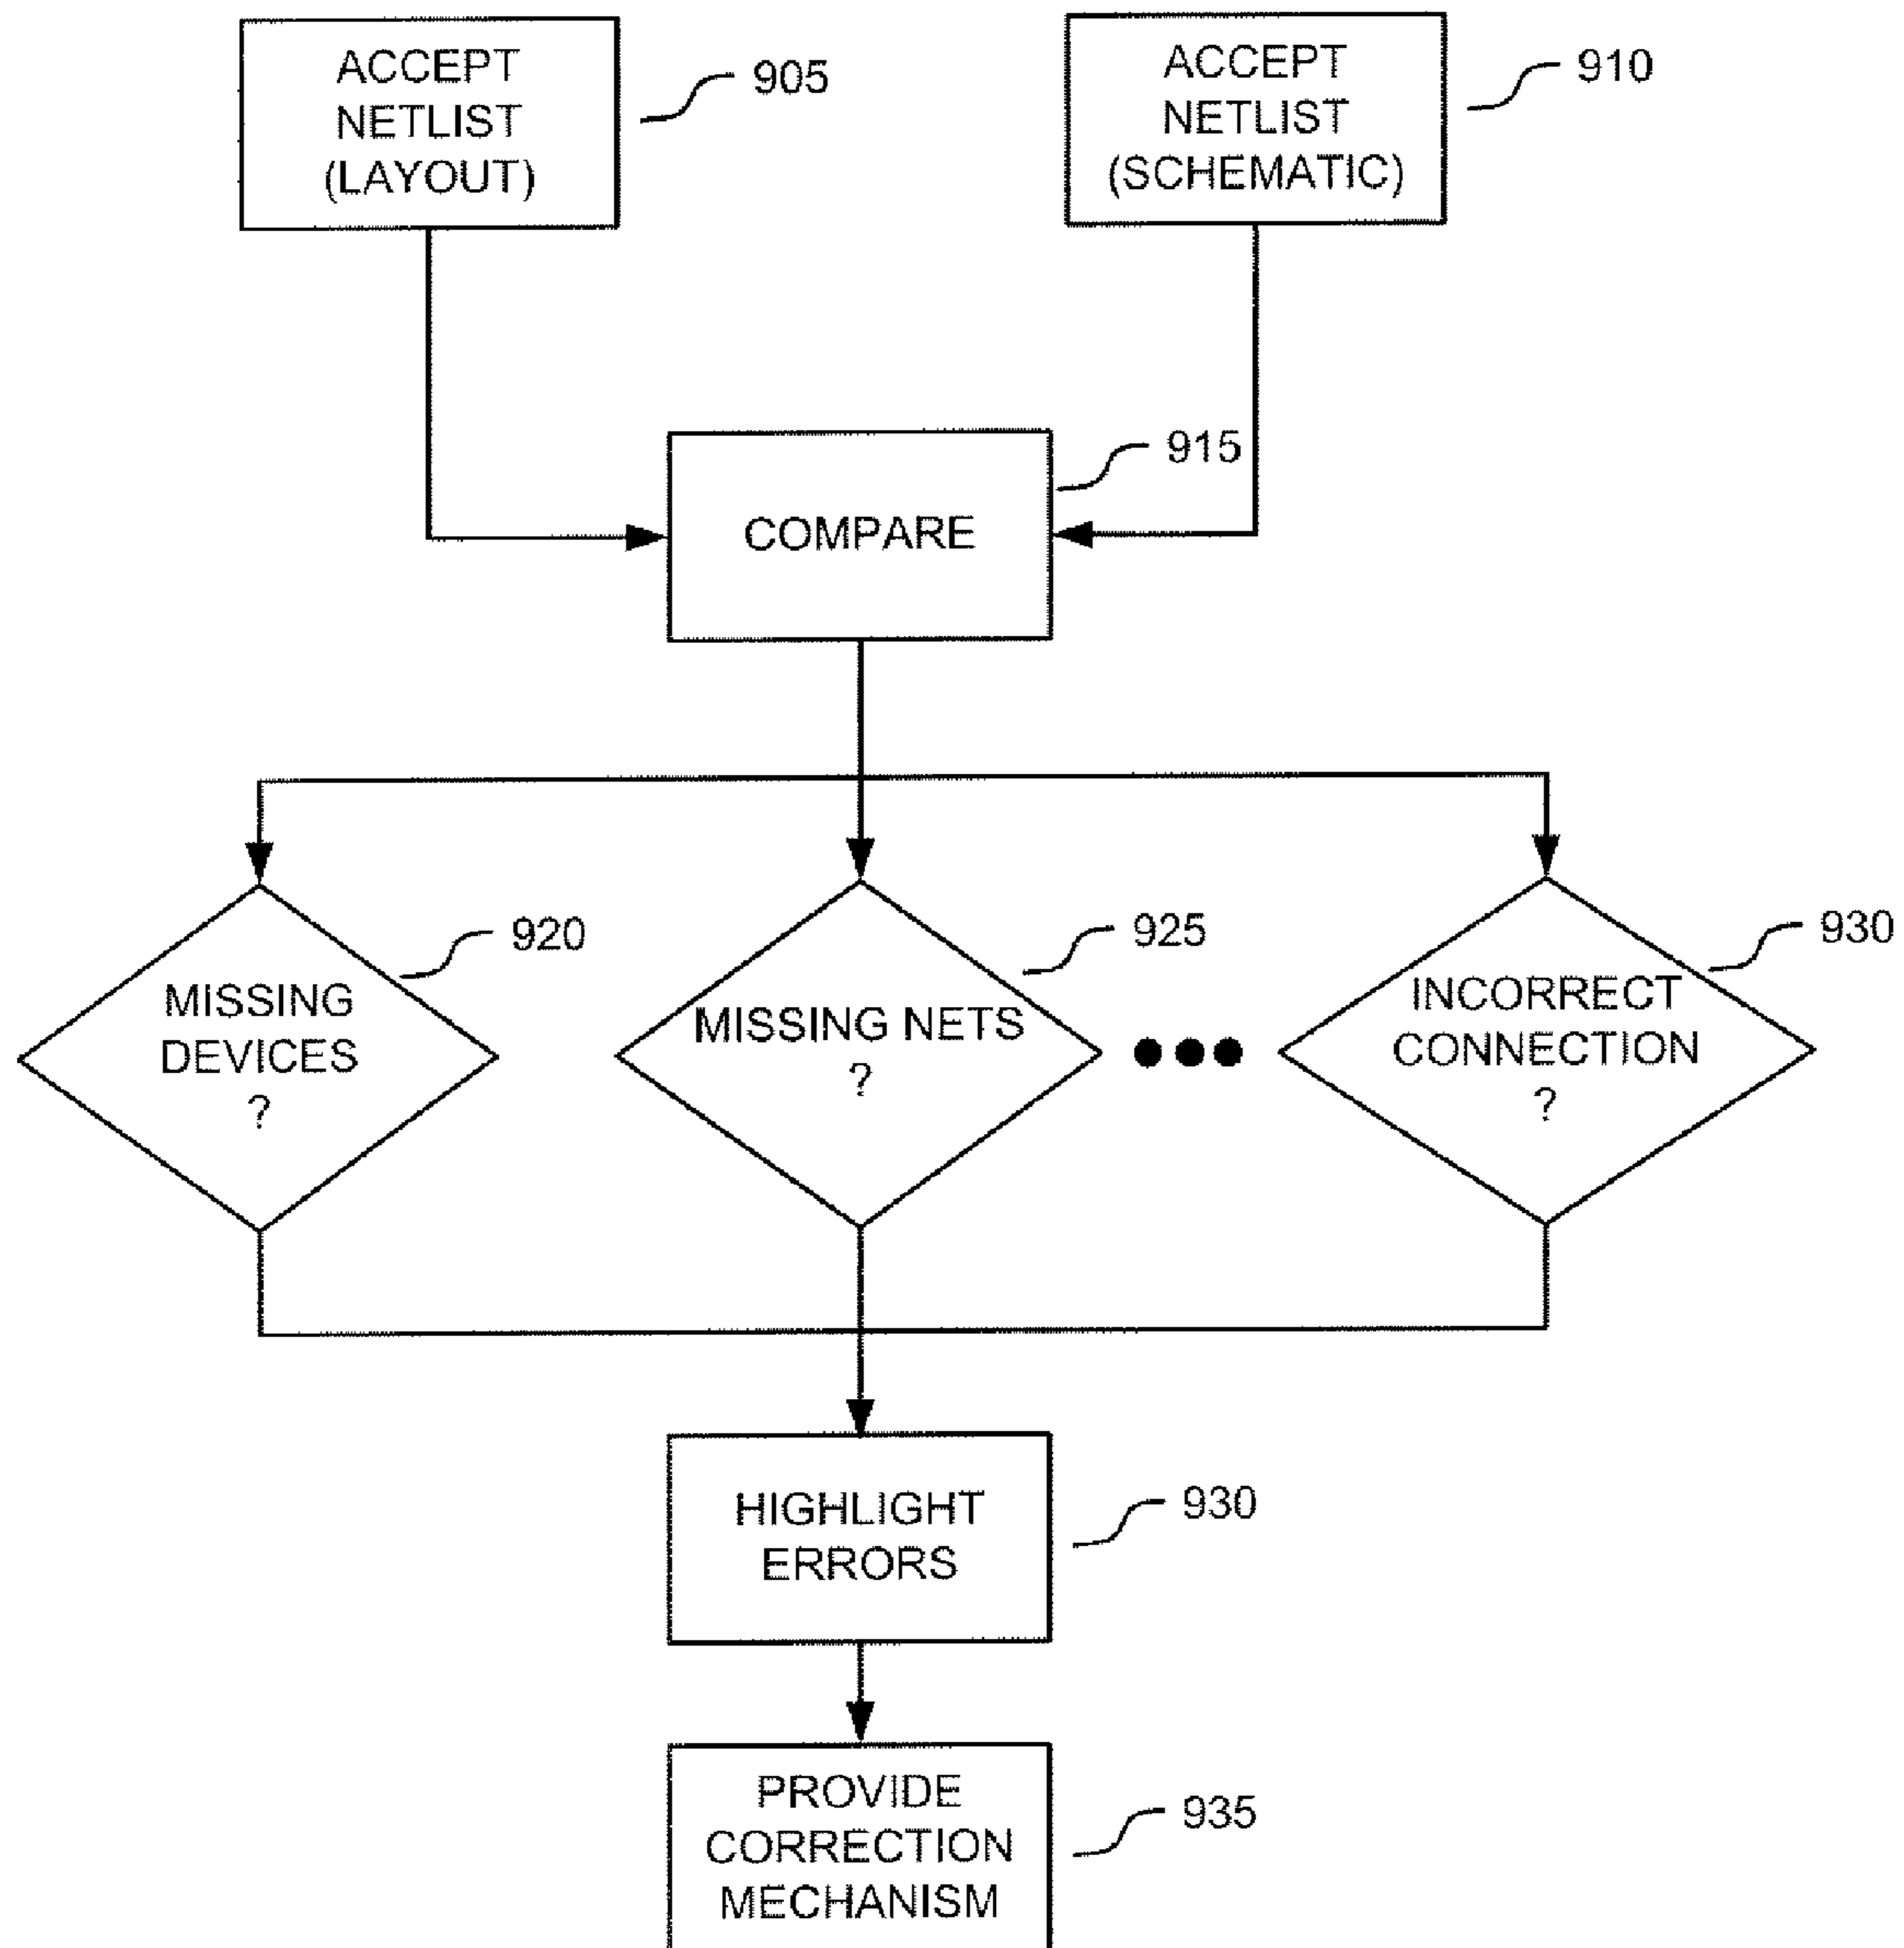 ACCEPT
NETLIST
(LAYOUT)
905
ACCEPT
NETLIST
(SCHEMATIC)
910
COMPARE
915
MISSING
DEVICES
?
920
MISSING NETS
?
925
INCORRECT
CONNECTION
?
930
HIGHLIGHT
ERRORS
930
PROVIDE
CORRECTION
MECHANISM
935